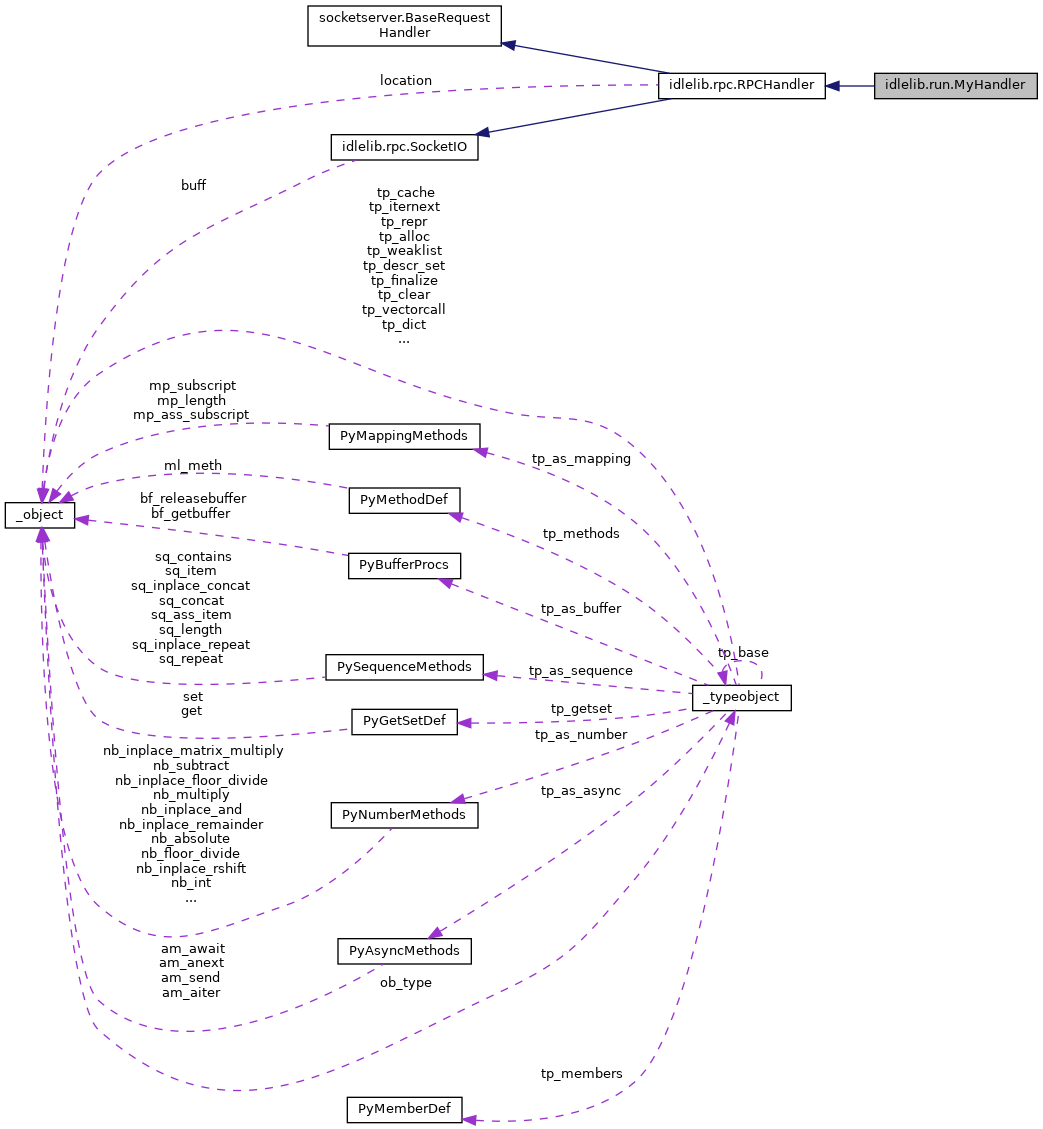 socketserver.BaseRequest
Handler
location
idlelib.rpc.RPCHandler
idlelib.run.MyHandler
idlelib.rpc.SocketIO
buff
tp_cache
tp_iternext
tp_repr
tp_alloc
tp_weaklist
tp_descr_set
tp_finalize
tp_clear
tp_vectorcall
tp_dict
...
mp_subscript
mp_length
mp_ass_subscript
PyMappingMethods
tp_as_mapping
ml_meth
PyMethodDef
tp_methods
_object
bf_releasebuffer
bf_getbuffer
PyBufferProcs
tp_as_buffer
sq_contains
sq_item
sq_inplace_concat
sq_concat
sq_ass_item
sq_length
sq_inplace_repeat
sq_repeat
PySequenceMethods
tp_as_sequence
tp_base
_typeobject
set
get
PyGetSetDef
tp_getset
tp_as_number
nb_inplace_matrix_multiply
nb_subtract
nb_inplace_floor_divide
nb_multiply
nb_inplace_and
nb_inplace_remainder
nb_absolute
nb_floor_divide
nb_inplace_rshift
nb_int
...
PyNumberMethods
tp_as_async
am_await
am_anext
am_send
am_aiter
PyAsyncMethods
ob_type
tp_members
PyMemberDef